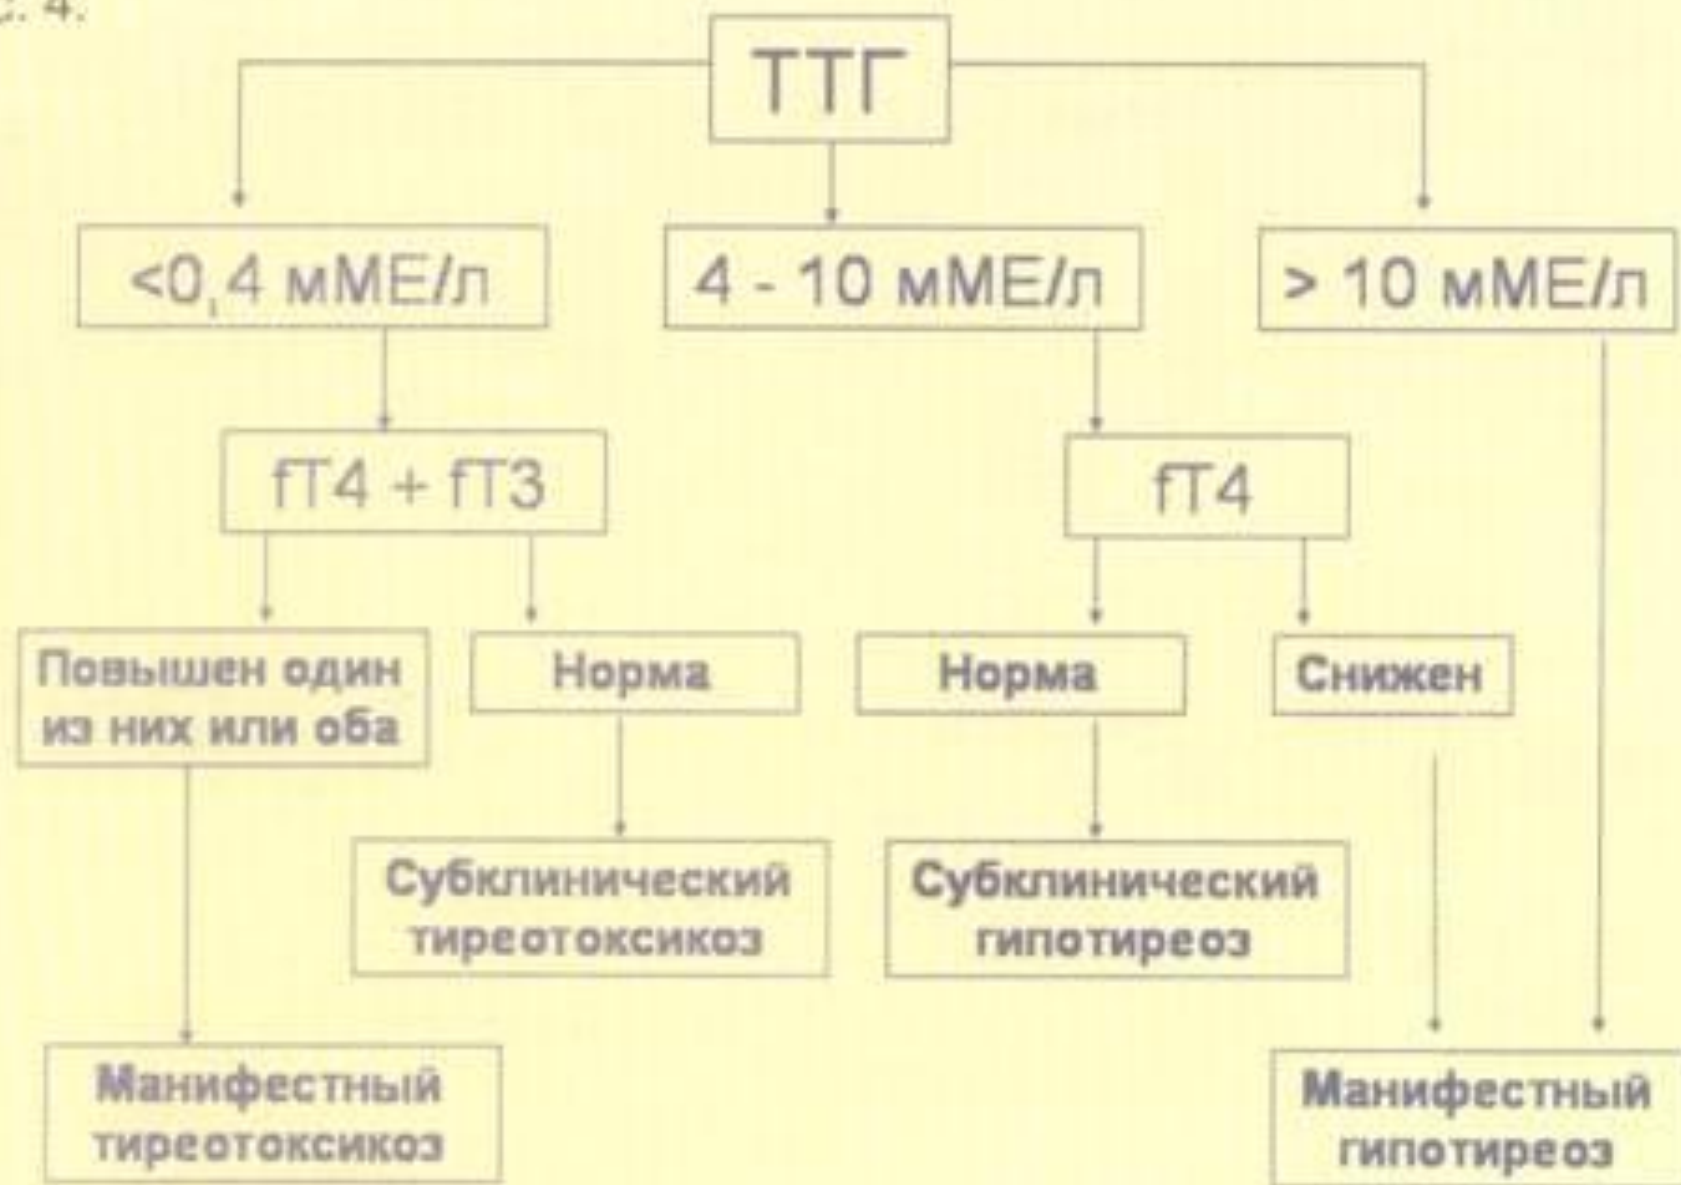 с. 4.
ТТГ
<0,4 мМЕ/л
4 - 10 мМЕ/л
> 10 мМЕ/л
fT4 + fT3
fT4
Повышен один
из них или оба
Норма
Норма
Снижен
Субклинический
тиреотоксикоз
Субклинический
гипотиреоз
Манифестный
тиреотоксикоз
Манифестный
гипотиреоз